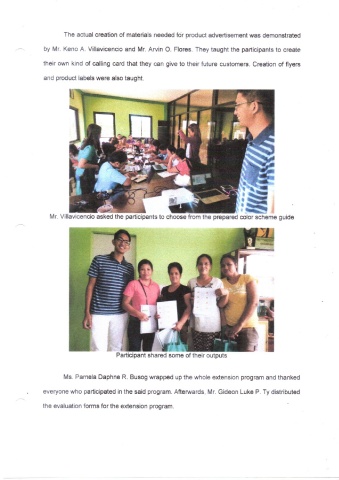 The actual creation of materials needed for product advertisement was demonstrated
by Mr. Keno A. Villavicencio and Mr. Arvin O. Flores. They taught the participants to create
their own kind of calling card that they can give to their future customers. Creation of flyers
and product labels were also taught.
Mr. Villavicencio asked the participants to choose from the prepared color scheme guide
Participant shared some of their outputs
Ms. Pamela Daphne R. Busog wrapped up the whole extension program and thanked
everyone who participated in the said program. Afterwards, Mr. Gideon Luke P. Ty distributed
the evaluation forms for the extension program.